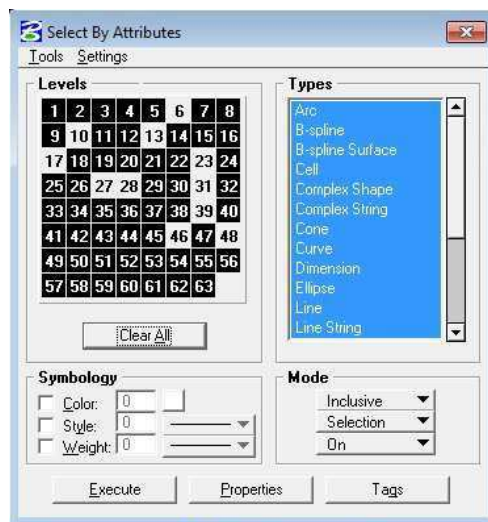 Select By Attributes
Tools Settings
Levels
1 2 3 4 5 6 7 8
9 10 11 12 13 14 15 16
17 18 19 20 21 22 23 24
25 26 27 28 29 30 31 32
33 34 35 36 37 38 39 40
41 42 43 44 45 46 47 48
49 50 51 52 53 54 55 56
57 58 59 60 61 62 63
Clear All
Types
Arc
B-spline
B-spline Surface
Cell
Complex Shape
Complex String
Cone
Curve
Dimension
Ellipse
Line
Line String
Symbology
Color: 0
Style: 0
Weight: 0
Mode
Inclusive
Selection
On
Execute Properties Tags